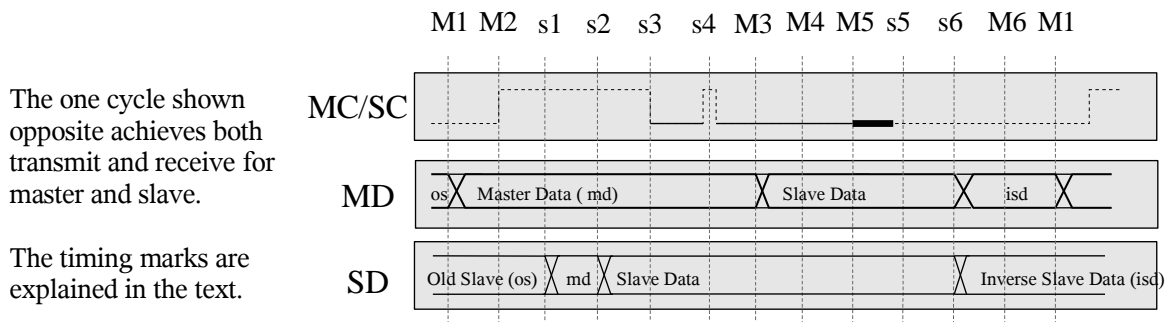 M1 M2 s1 s2 s3 s4 M3 M4 M5 s5 s6 M6 M1
The one cycle shown
opposite achieves both
transmit and receive for
master and slave.
The timing marks are
explained in the text.
MC/SC
MD
os Master Data ( md) Slave Data isd
SD
Old Slave (os) md Slave Data Inverse Slave Data (isd)